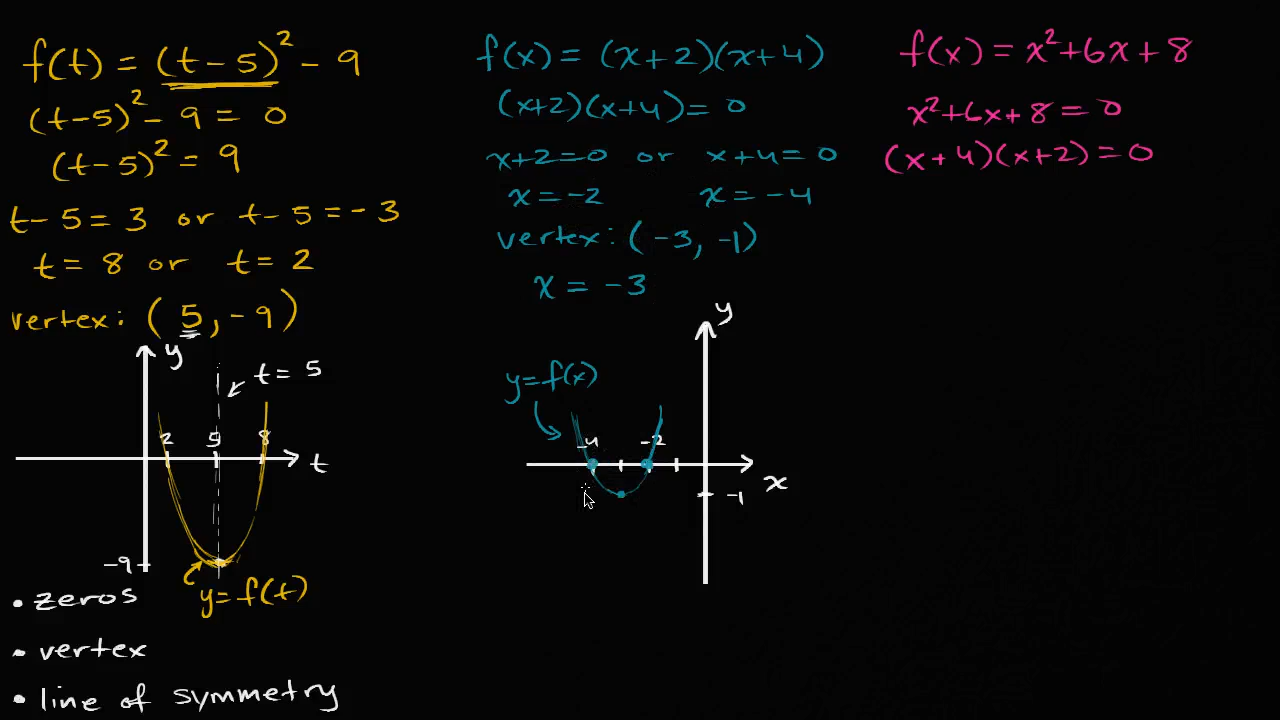 f(t) = (t-5)² - 9
(t-5)² - 9 = 0
(t-5)² = 9
t-5 = 3 or t-5 = -3
t = 8 or t = 2
vertex: (5, -9)
y
t = 5
2 5 8
t
-9
y = f(t)
• zeros
• vertex
• line of symmetry
f(x) = (x+2)(x+4)
(x+2)(x+4) = 0
x+2=0 or x+4=0
x = -2 x = -4
vertex: (-3, -1)
x = -3
y
y=f(x)
-4 -2
x
-1
f(x) = x²+6x+8
x²+6x+8 = 0
(x+4)(x+2) = 0